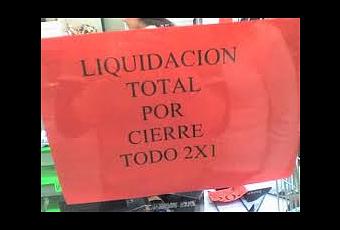 LIQUIDACION
TOTAL
POR
CIERRE
TODO 2X1